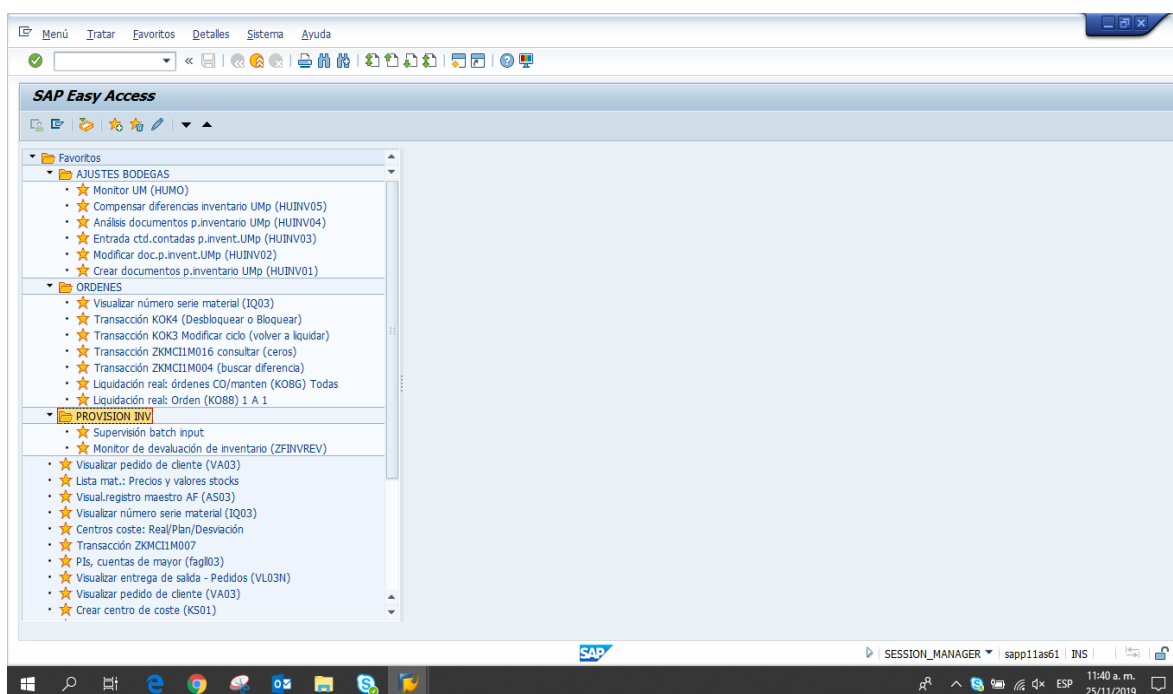 Menú Tratar Favoritos Detalles Sistema Ayuda
SAP Easy Access
Favoritos
AJUSTES BODEGAS
Monitor UM (HUMO)
Compensar diferencias inventario UMp (HUINV05)
Análisis documentos p.inventario UMp (HUINV04)
Entrada ctd.contadas p.invent.UMp (HUINV03)
Modificar doc.p.invent.UMp (HUINV02)
Crear documentos p.inventario UMp (HUINV01)
ORDENES
Visualizar número serie material (IQ03)
Transacción KOK4 (Desbloquear o Bloquear)
Transacción KOK3 Modificar ciclo (volver a liquidar)
Transacción ZKMCI1M016 consultar (ceros)
Transacción ZKMCI1M004 (buscar diferencia)
Liquidación real: órdenes CO/manten (KO8G) Todas
Liquidación real: Orden (KO88) 1 A 1
PROVISION INV
Supervisión batch input
Monitor de devaluación de inventario (ZFINVREV)
Visualizar pedido de cliente (VA03)
Lista mat.: Precios y valores stocks
Visual.registro maestro AF (AS03)
Visualizar número serie material (IQ03)
Centros coste: Real/Plan/Desviación
Transacción ZKMCI1M007
PIs, cuentas de mayor (fagll03)
Visualizar entrega de salida - Pedidos (VL03N)
Visualizar pedido de cliente (VA03)
Crear centro de coste (KS01)
SAP
SESSION_MANAGER sapp11as61 INS
ESP
11:40 a. m.
25/11/2019